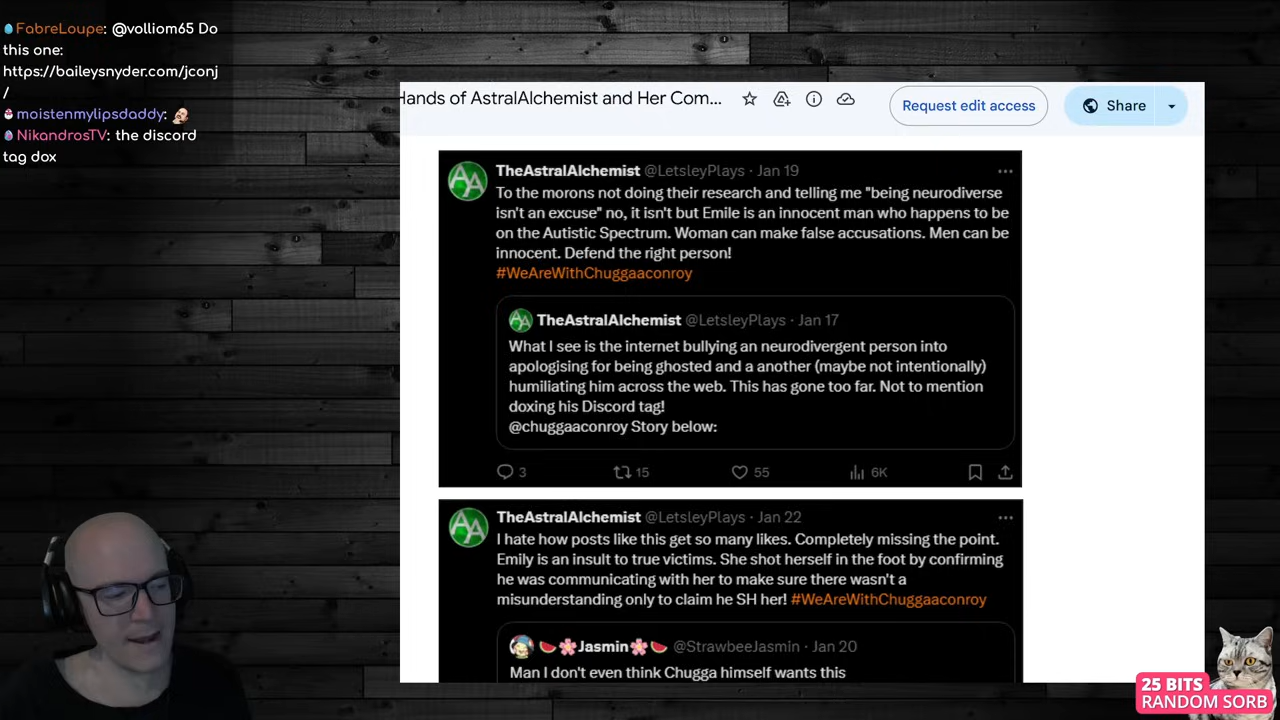 FabreLoupe: @volliom65 Do
this one:
https://baileysnyder.com/jconj
/
moistenmylipsdaddy:
NikandrosTV: the discord
tag dox
Hands of AstralAlchemist and Her Com...
Request edit access
Share
TheAstralAlchemist @LetsleyPlays · Jan 19
To the morons not doing their research and telling me "being neurodiverse
isn't an excuse" no, it isn't but Emile is an innocent man who happens to be
on the Autistic Spectrum. Woman can make false accusations. Men can be
innocent. Defend the right person!
#WeAreWithChuggaaconroy
TheAstralAlchemist @LetsleyPlays · Jan 17
What I see is the internet bullying an neurodivergent person into
apologising for being ghosted and a another (maybe not intentionally)
humiliating him across the web. This has gone too far. Not to mention
doxing his Discord tag!
@chuggaaconroy Story below:
3 15 55 6K
TheAstralAlchemist @LetsleyPlays · Jan 22
I hate how posts like this get so many likes. Completely missing the point.
Emily is an insult to true victims. She shot herself in the foot by confirming
he was communicating with her to make sure there wasn't a
misunderstanding only to claim he SH her! #WeAreWithChuggaaconroy
Jasmin @StrawbeeJasmin · Jan 20
Man I don't even think Chugga himself wants this
25 BITS
RANDOM SORB